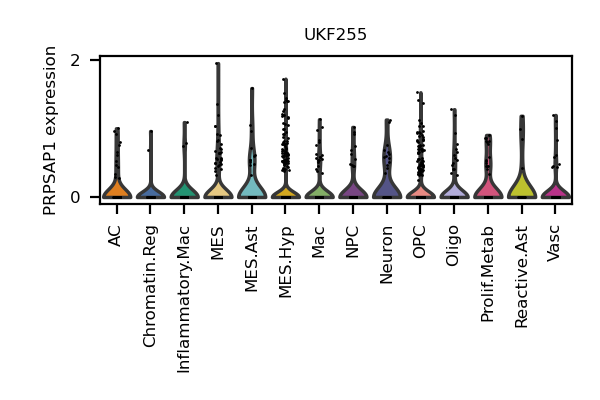 UKF255
PRPSAP1 expression
2
0
AC
Chromatin.Reg
Inflammatory.Mac
MES
MES.Ast
MES.Hyp
Mac
NPC
Neuron
OPC
Oligo
Prolif.Metab
Reactive.Ast
Vasc